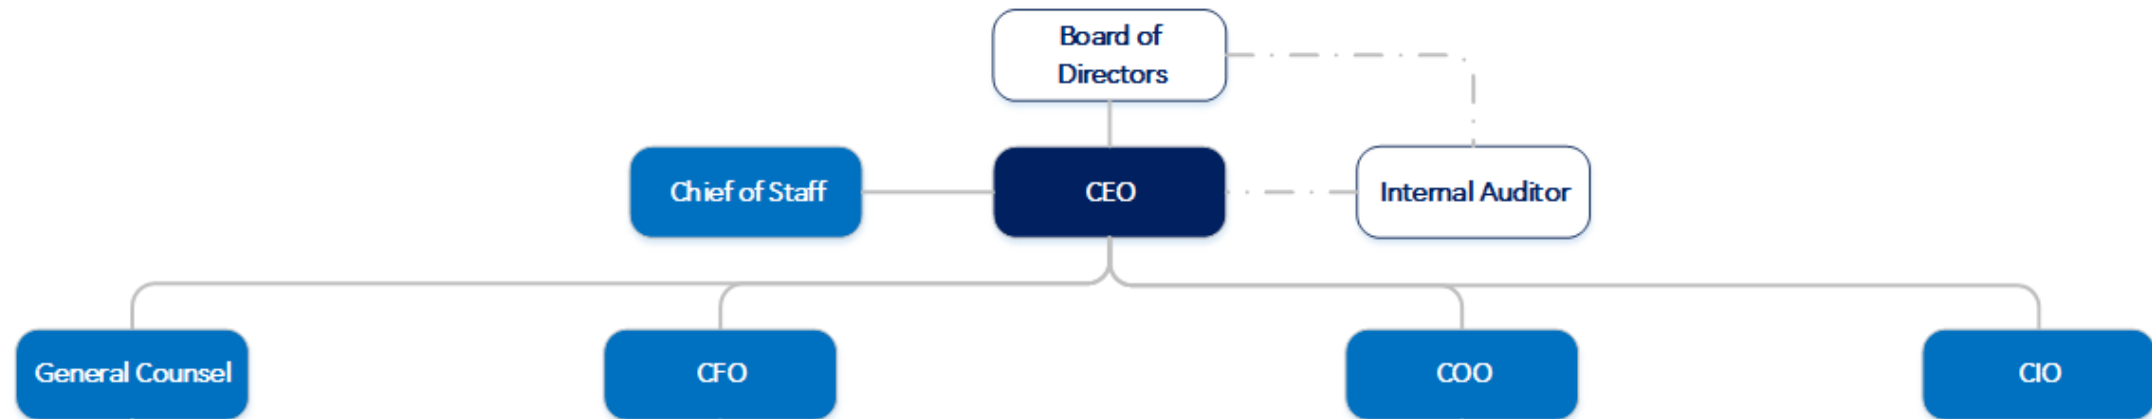 Board of
Directors
Chief of Staff
CEO
Internal Auditor
General Counsel
CFO
COO
CIO